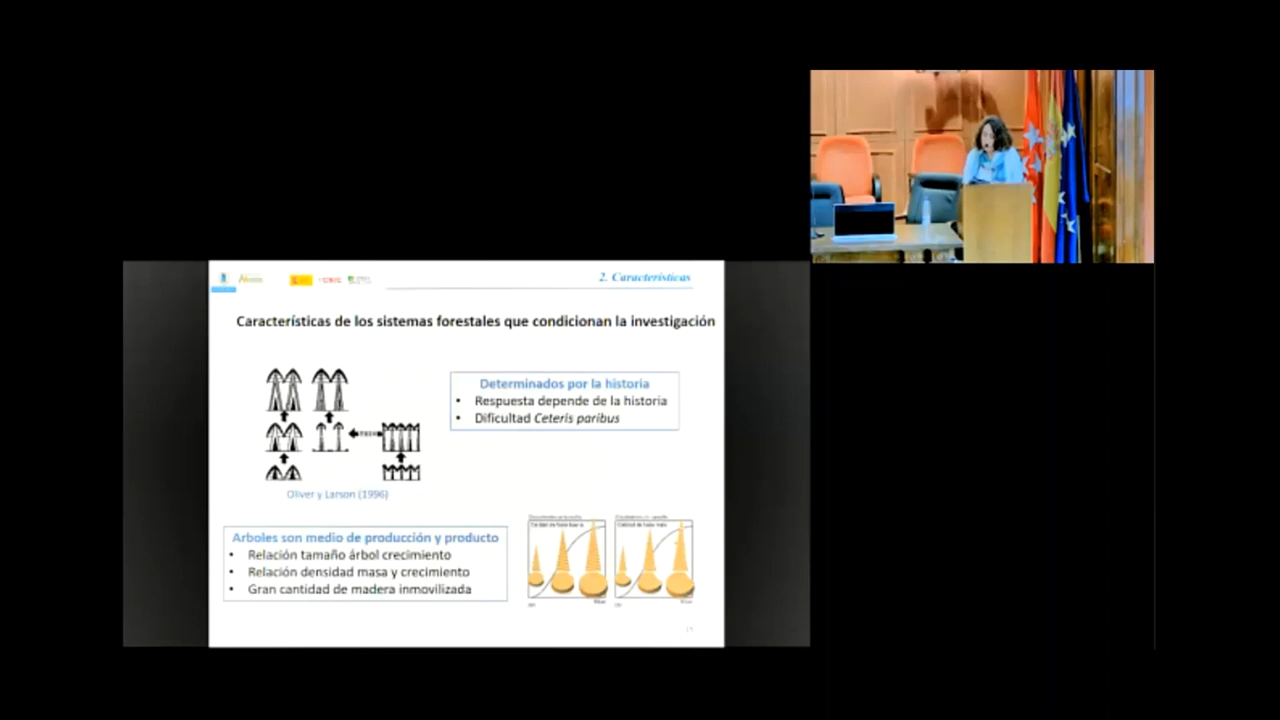 2. Características
Características de los sistemas forestales que condicionan la investigación
Determinados por la historia
• Respuesta depende de la historia
• Dificultad Ceteris paribus
Oliver y Larson (1996)
Arboles son medio de producción y producto
• Relación tamaño árbol crecimiento
• Relación densidad masa y crecimiento
• Gran cantidad de madera inmovilizada